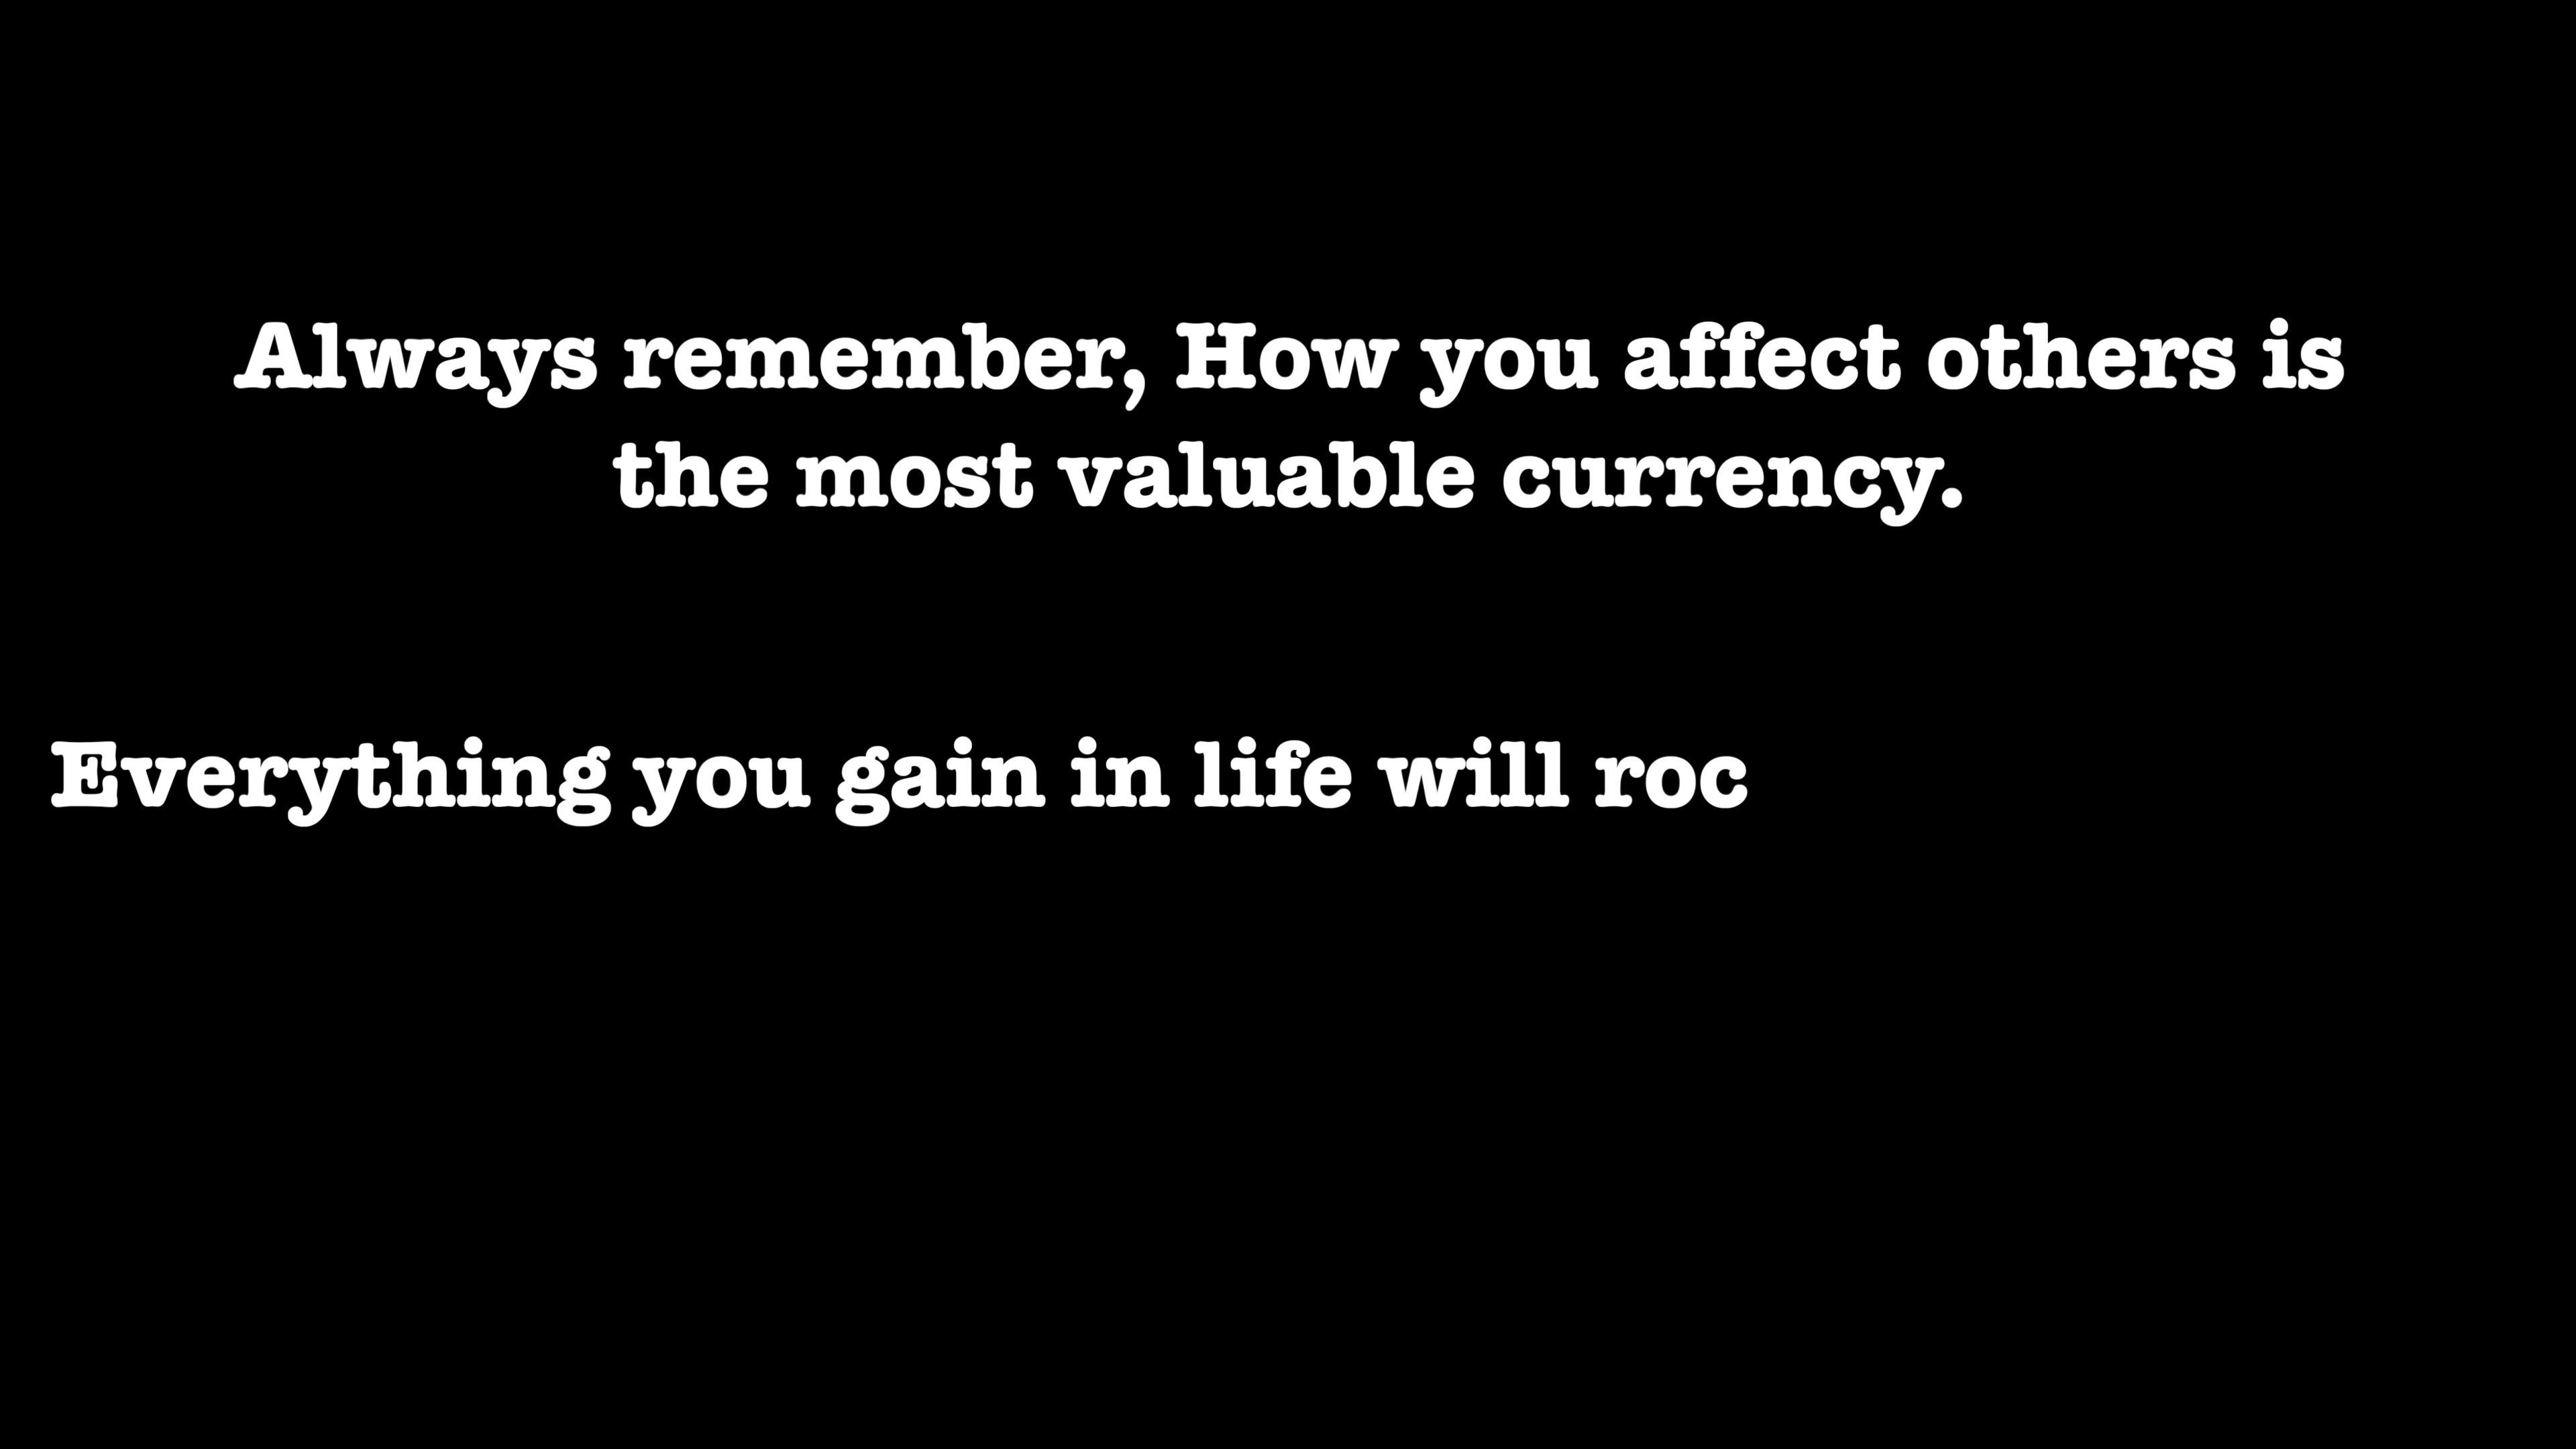 Always remember, How you affect others is
the most valuable currency.
Everything you gain in life will roc